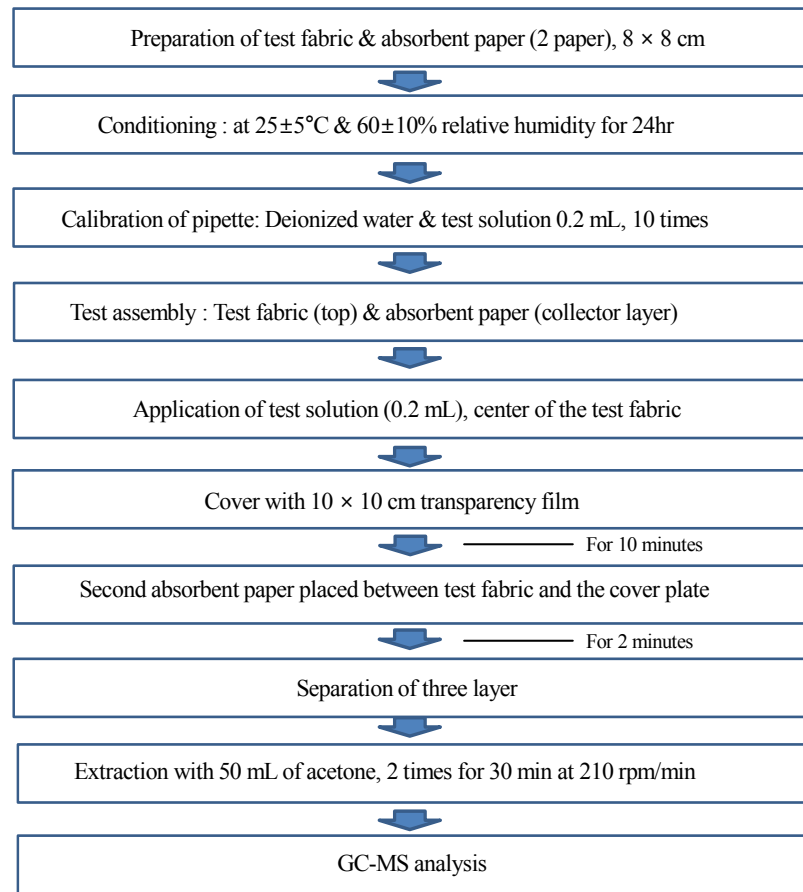 Preparation of test fabric & absorbent paper (2 paper), 8 × 8 cm
Conditioning : at 25±5°C & 60±10% relative humidity for 24hr
Calibration of pipette: Deionized water & test solution 0.2 mL, 10 times
Test assembly : Test fabric (top) & absorbent paper (collector layer)
Application of test solution (0.2 mL), center of the test fabric
Cover with 10 × 10 cm transparency film
For 10 minutes
Second absorbent paper placed between test fabric and the cover plate
For 2 minutes
Separation of three layer
Extraction with 50 mL of acetone, 2 times for 30 min at 210 rpm/min
GC-MS analysis